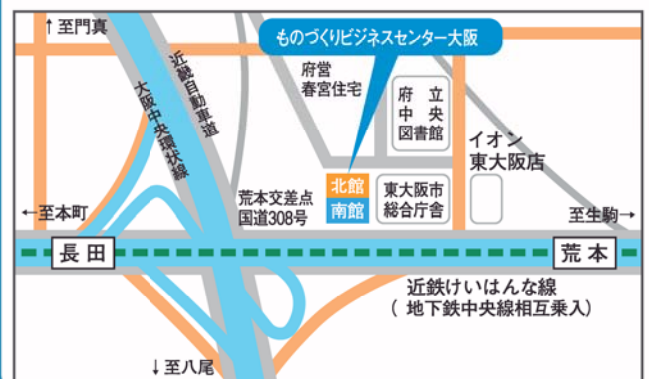 ↑至門真
ものづくりビジネスセンター大阪
近畿自動車道
大阪中央環状線
府営
春宮住宅
府立
中央
図書館
イオン
東大阪店
荒本交差点
国道308号
北館
南館
東大阪市
総合庁舎
←至本町
至生駒→
長田
荒本
近鉄けいはんな線
(地下鉄中央線相互乗入)
↓至八尾